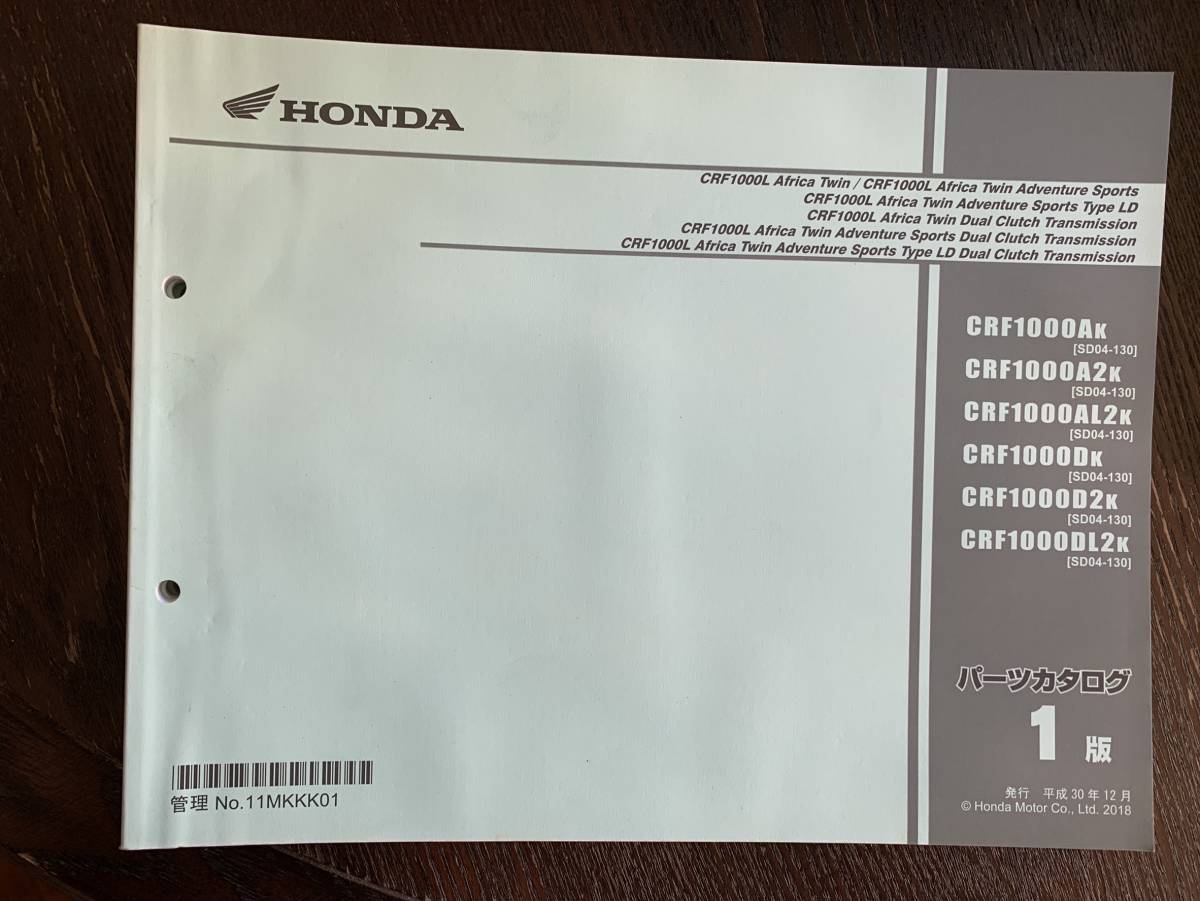 HONDA
CRF1000L Africa Twin / CRF1000L Africa Twin Adventure Sports
CRF1000L Africa Twin Adventure Sports Type LD
CRF1000L Africa Twin Dual Clutch Transmission
CRF1000L Africa Twin Adventure Sports Dual Clutch Transmission
CRF1000L Africa Twin Adventure Sports Type LD Dual Clutch Transmission
CRF1000AK
[SD04-130]
CRF1000A2K
[SD04-130]
CRF1000AL2K
[SD04-130]
CRF1000DK
[SD04-130]
CRF1000D2K
[SD04-130]
CRF1000DL2K
[SD04-130]
パーツカタログ
1 版
発行 平成 30 年 12 月
© Honda Motor Co., Ltd. 2018
管理 No.11MKKK01